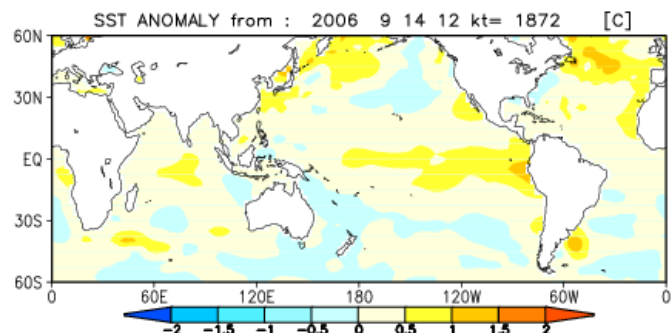 SST ANOMALY from : 2006 9 14 12 kt= 1872 [C]
60N
30N
EQ
30S
60S
0 60E 120E 180 120W 60W 0
-2 -1.5 -1 -0.5 0 0.5 1 1.5 2